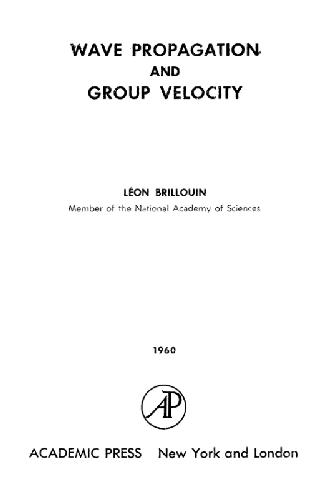 WAVE PROPAGATION
AND
GROUP VELOCITY
LÉON BRILLOUIN
Member of the National Academy of Sciences
1960
AP
ACADEMIC PRESS New York and London